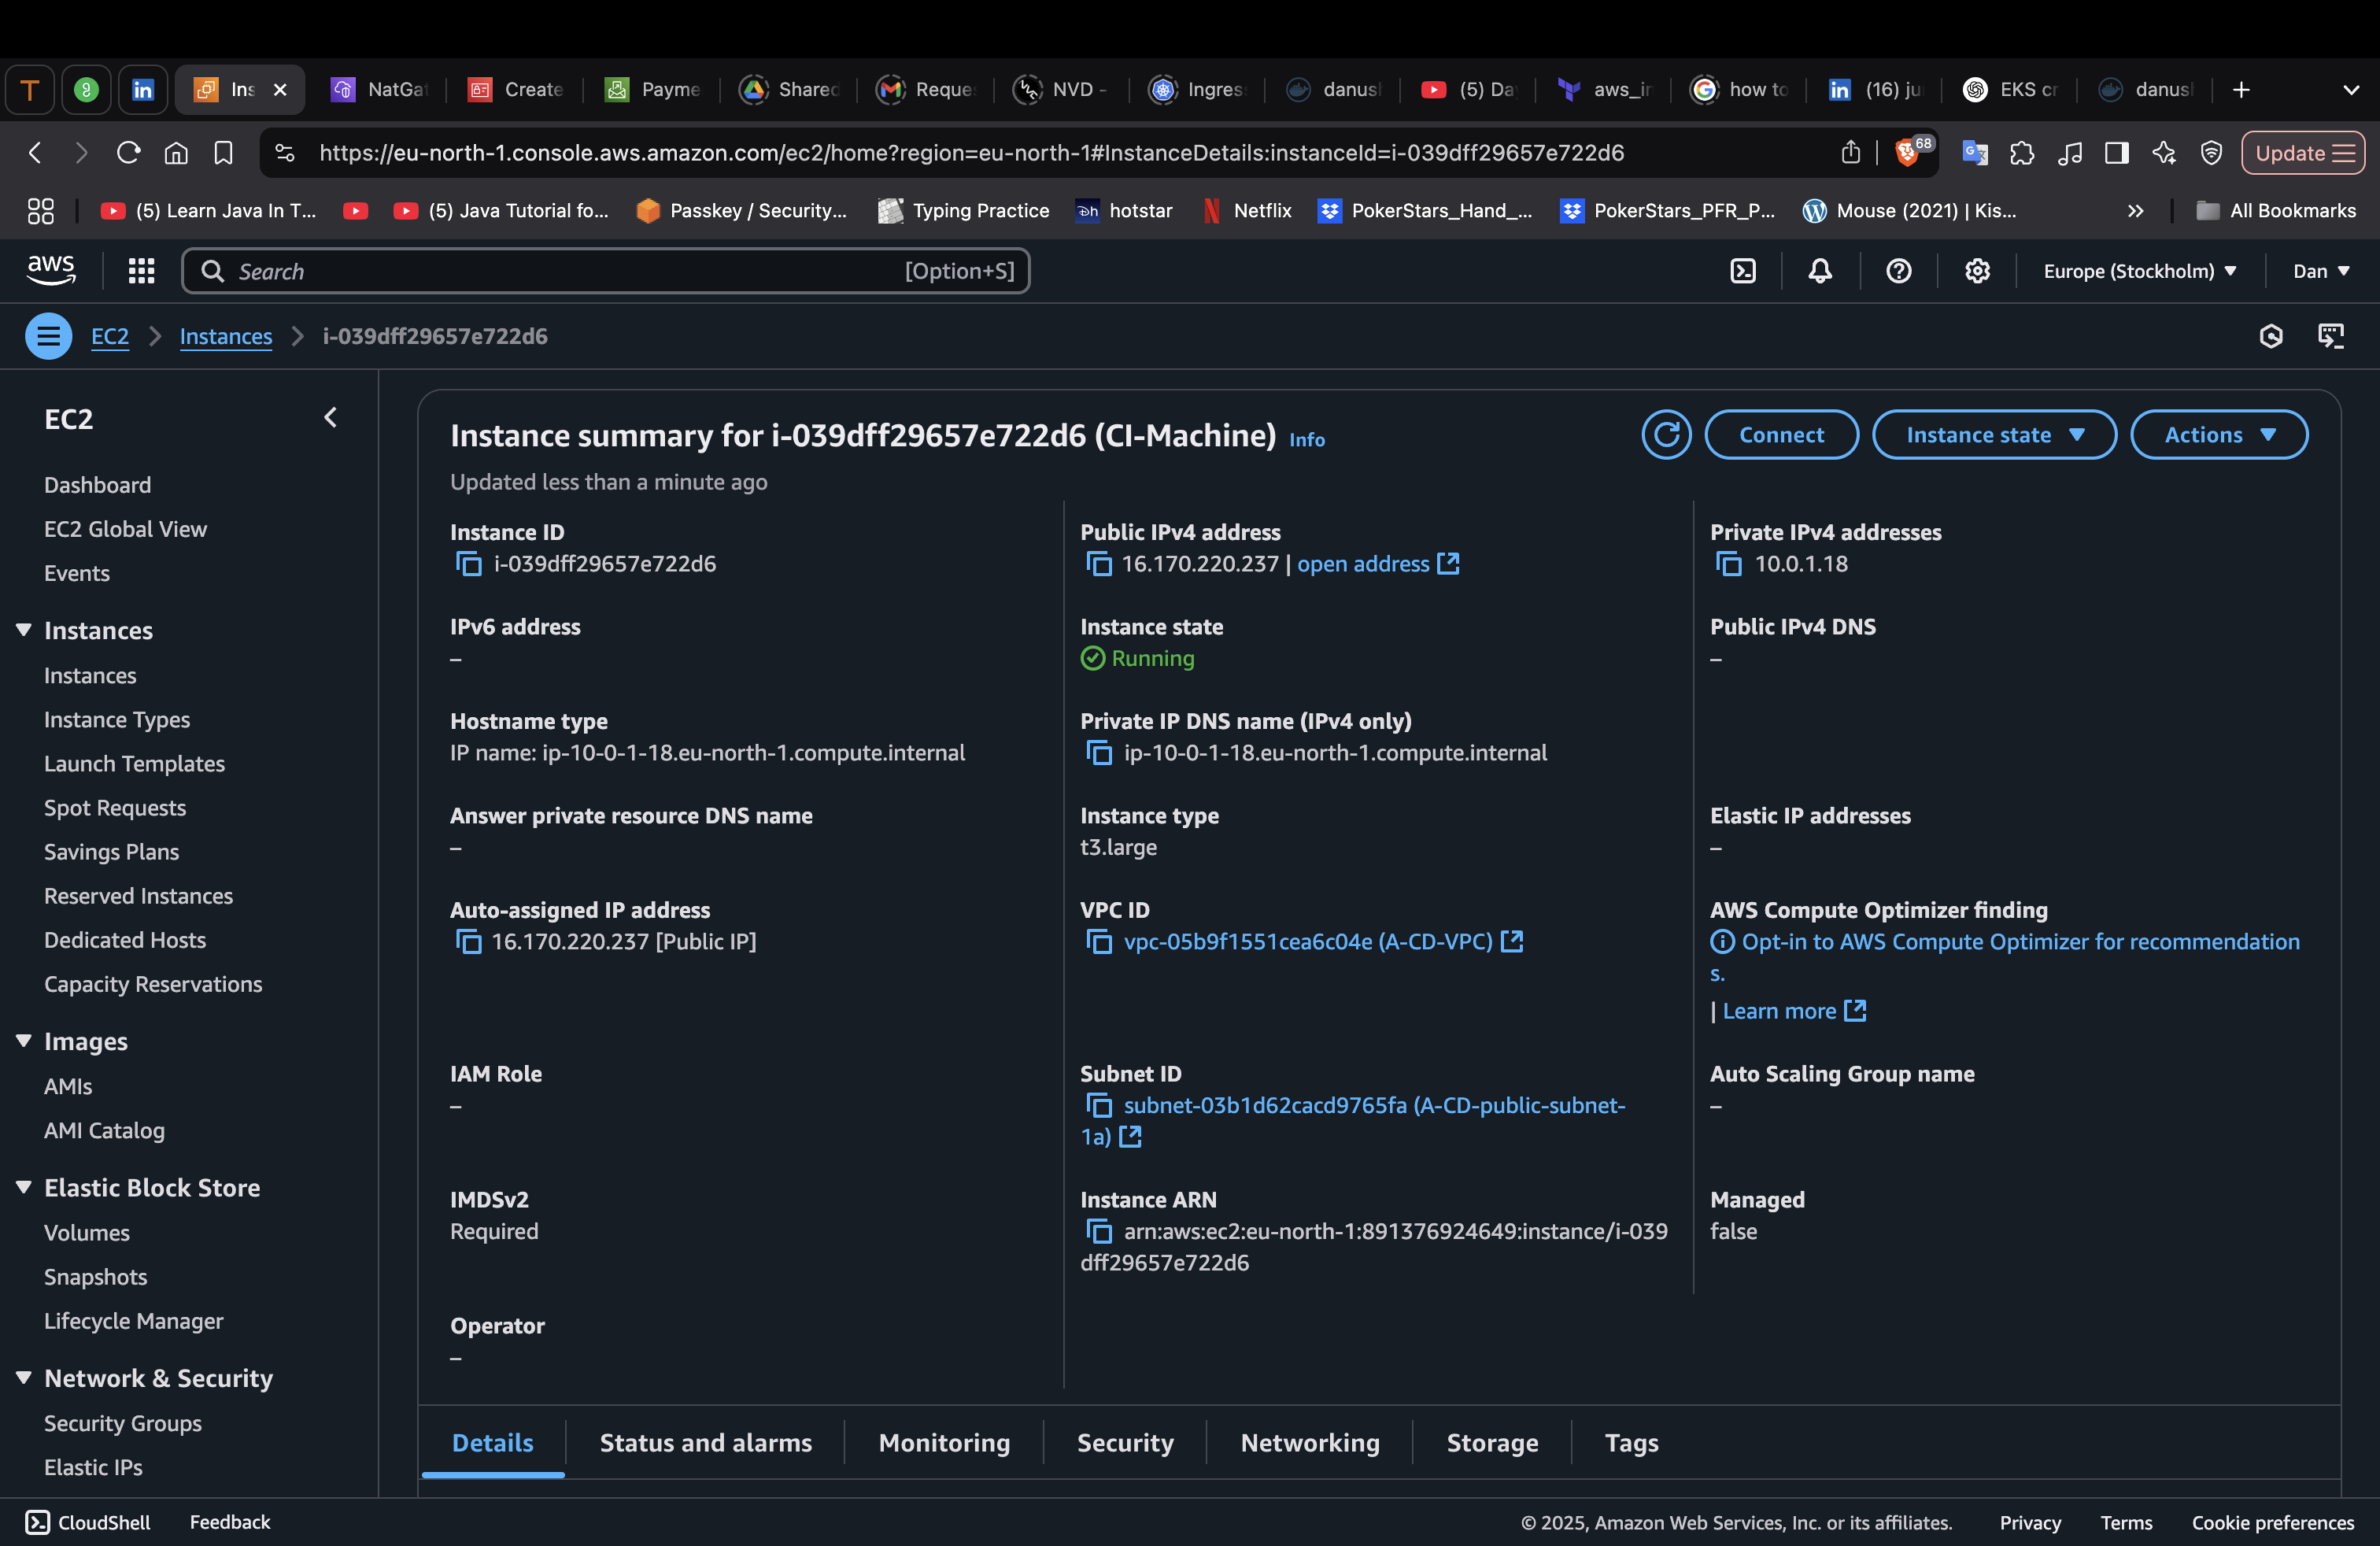 Ins
NatGat
Create
Payme
Shared
Reques
NVD -
Ingress
danush
(5) Da
aws_in
how to
(16) ju
EKS cr
danush
https://eu-north-1.console.aws.amazon.com/ec2/home?region=eu-north-1#InstanceDetails:instanceId=i-039dff29657e722d6
68
Update
(5) Learn Java In T...
(5) Java Tutorial fo...
Passkey / Security...
Typing Practice
hotstar
Netflix
PokerStars_Hand_...
PokerStars_PFR_P...
Mouse (2021) | Kis...
All Bookmarks
aws
Search
[Option+S]
Europe (Stockholm)
Dan
EC2
Instances
i-039dff29657e722d6
EC2
Dashboard
EC2 Global View
Events
Instances
Instances
Instance Types
Launch Templates
Spot Requests
Savings Plans
Reserved Instances
Dedicated Hosts
Capacity Reservations
Images
AMIs
AMI Catalog
Elastic Block Store
Volumes
Snapshots
Lifecycle Manager
Network & Security
Security Groups
Elastic IPs
Instance summary for i-039dff29657e722d6 (CI-Machine) Info
Connect
Instance state
Actions
Updated less than a minute ago
Instance ID
i-039dff29657e722d6
Public IPv4 address
16.170.220.237 | open address
Private IPv4 addresses
10.0.1.18
IPv6 address
–
Instance state
Running
Public IPv4 DNS
–
Hostname type
IP name: ip-10-0-1-18.eu-north-1.compute.internal
Private IP DNS name (IPv4 only)
ip-10-0-1-18.eu-north-1.compute.internal
Answer private resource DNS name
–
Instance type
t3.large
Elastic IP addresses
–
Auto-assigned IP address
16.170.220.237 [Public IP]
VPC ID
vpc-05b9f1551cea6c04e (A-CD-VPC)
AWS Compute Optimizer finding
Opt-in to AWS Compute Optimizer for recommendation
s.
| Learn more
IAM Role
–
Subnet ID
subnet-03b1d62cacd9765fa (A-CD-public-subnet-
1a)
Auto Scaling Group name
–
IMDSv2
Required
Instance ARN
arn:aws:ec2:eu-north-1:891376924649:instance/i-039
dff29657e722d6
Managed
false
Operator
–
Details
Status and alarms
Monitoring
Security
Networking
Storage
Tags
CloudShell
Feedback
© 2025, Amazon Web Services, Inc. or its affiliates.
Privacy
Terms
Cookie preferences